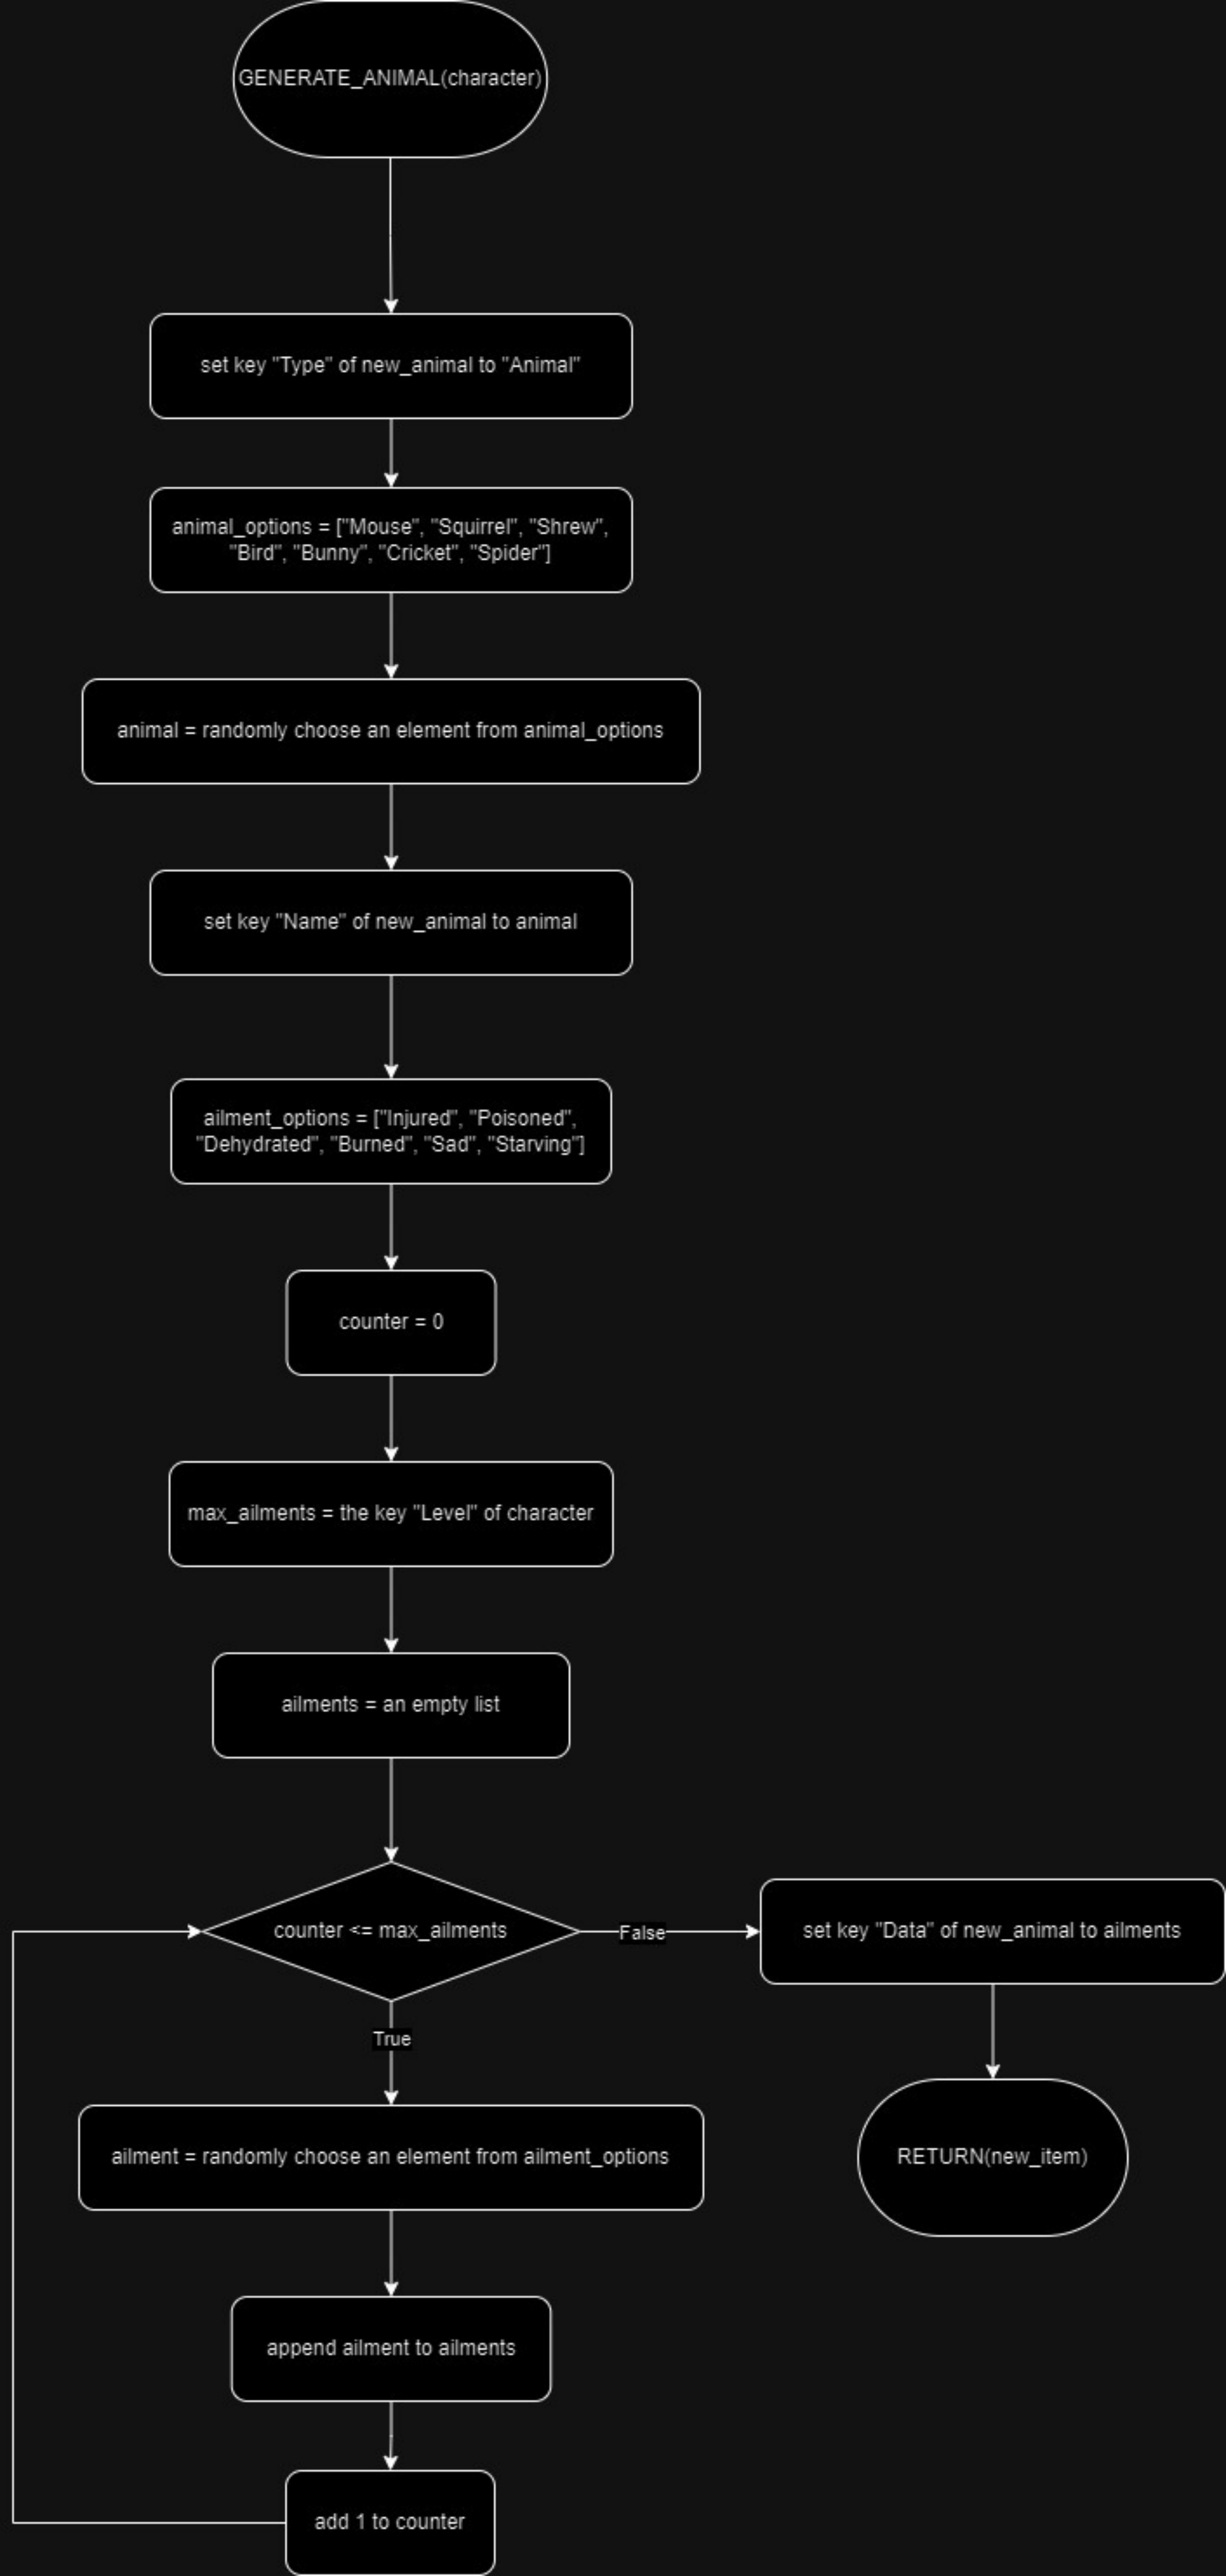 GENERATE_ANIMAL(character)
set key "Type" of new_animal to "Animal"
animal_options = ["Mouse", "Squirrel", "Shrew",
"Bird", "Bunny", "Cricket", "Spider"]
animal = randomly choose an element from animal_options
set key "Name" of new_animal to animal
ailment_options = ["Injured", "Poisoned",
"Dehydrated", "Burned", "Sad", "Starving"]
counter = 0
max_ailments = the key "Level" of character
ailments = an empty list
counter <= max_ailments
False
set key "Data" of new_animal to ailments
True
ailment = randomly choose an element from ailment_options
RETURN(new_item)
append ailment to ailments
add 1 to counter